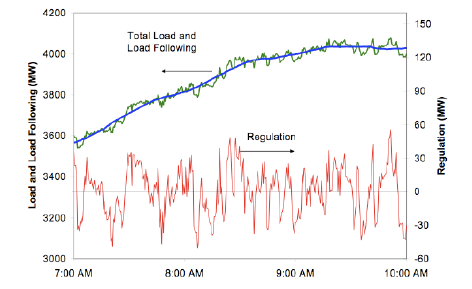 4200
4000
3800
3600
3400
3200
3000
Load and Load Following (MW)
Total Load and
Load Following
Regulation
150
120
90
60
30
0
-30
-60
Regulation (MW)
7:00 AM
8:00 AM
9:00 AM
10:00 AM